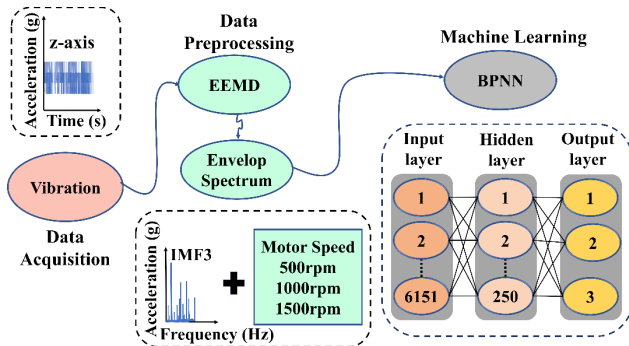 Acceleration (g)
z-axis
Time (s)
Vibration
Data
Acquisition
Data
Preprocessing
EEMD
Envelop
Spectrum
Machine Learning
BPNN
Acceleration (g)
IMF3
Frequency (Hz)
Motor Speed
500rpm
1000rpm
1500rpm
Input
layer
Hidden
layer
Output
layer
1
1
1
2
2
2
6151
250
3